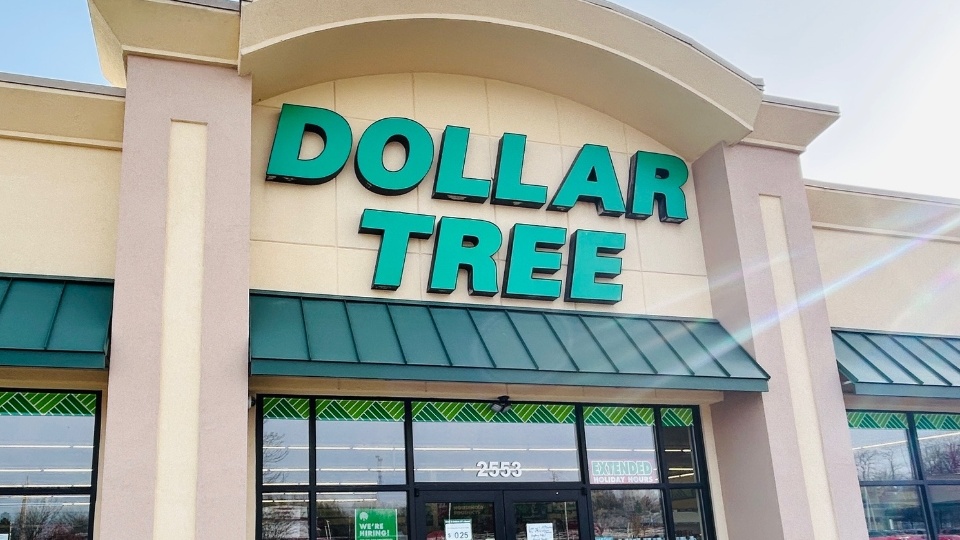 DOLLAR
TREE
2553
EXTENDED
HOLIDAY HOURS
WE'RE
HIRING!